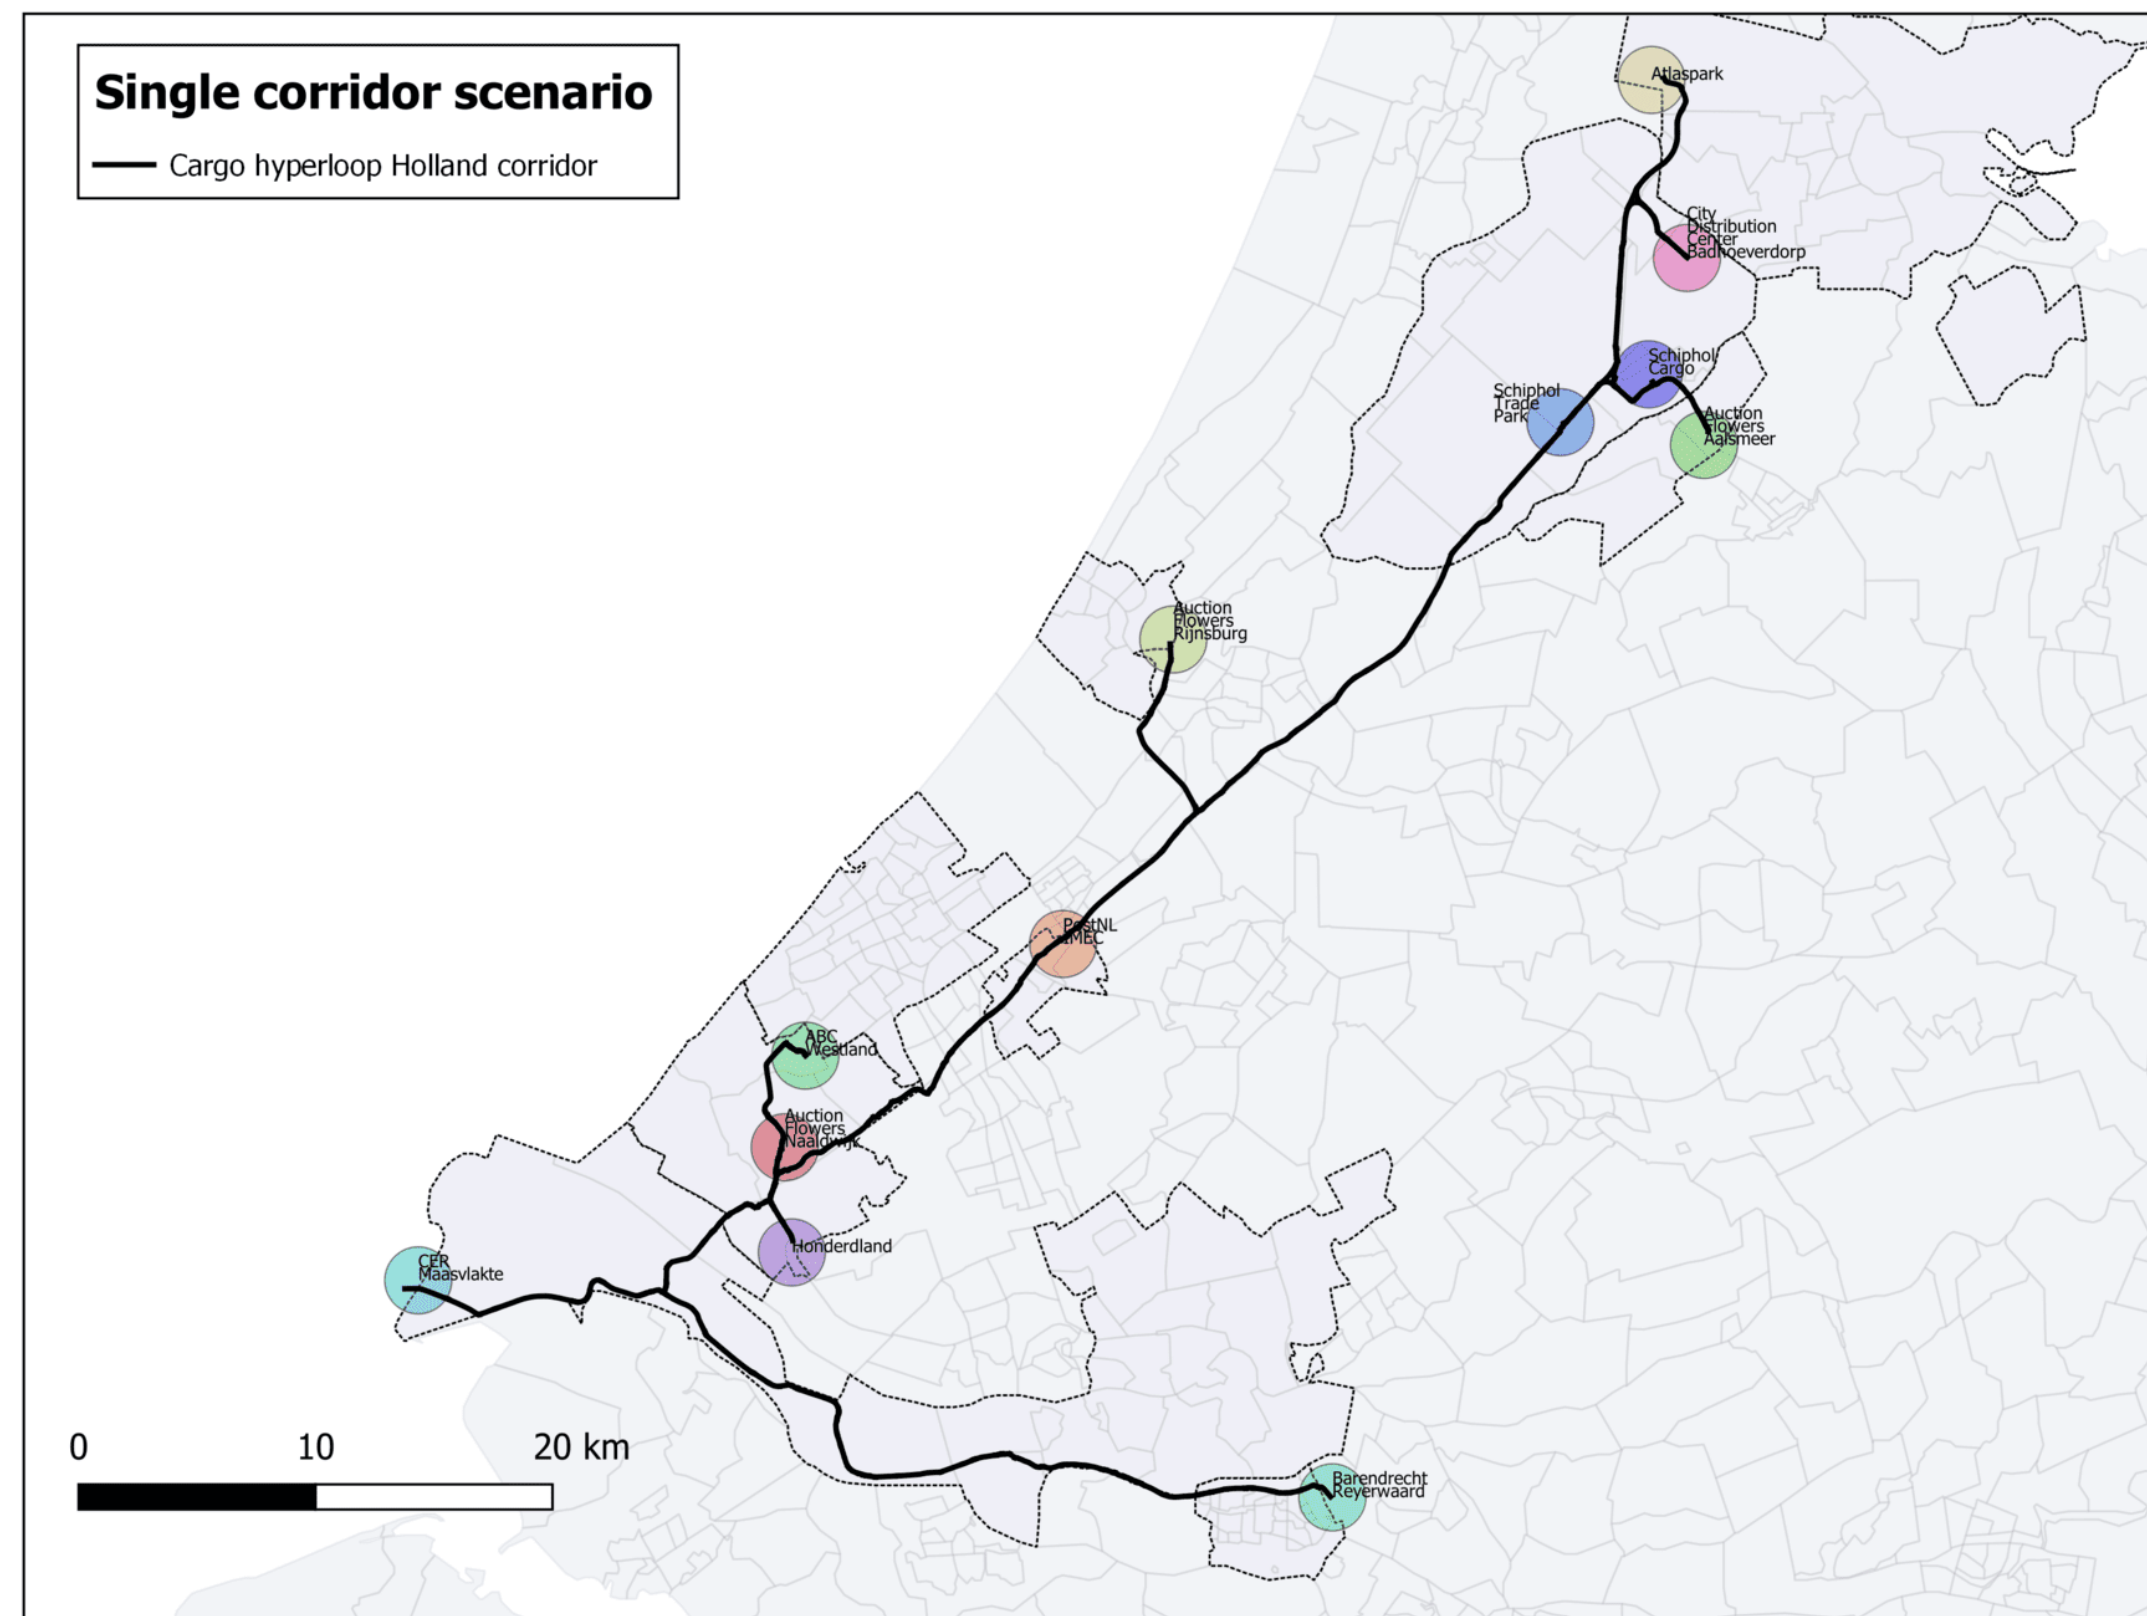 Single corridor scenario
Cargo hyperloop Holland corridor
Atlaspark
City
Distribution
Center
Badhoeverdorp
Schiphol
Cargo
Schiphol
Trade
Park
Auction
Flowers
Aalsmeer
Auction
Flowers
Rijnsburg
PostNL
IMEC
ABC
Westland
Auction
Flowers
Naaldwijk
Honderdland
CER
Maasvlakte
0 10 20 km
Barendrecht
Reyerwaard